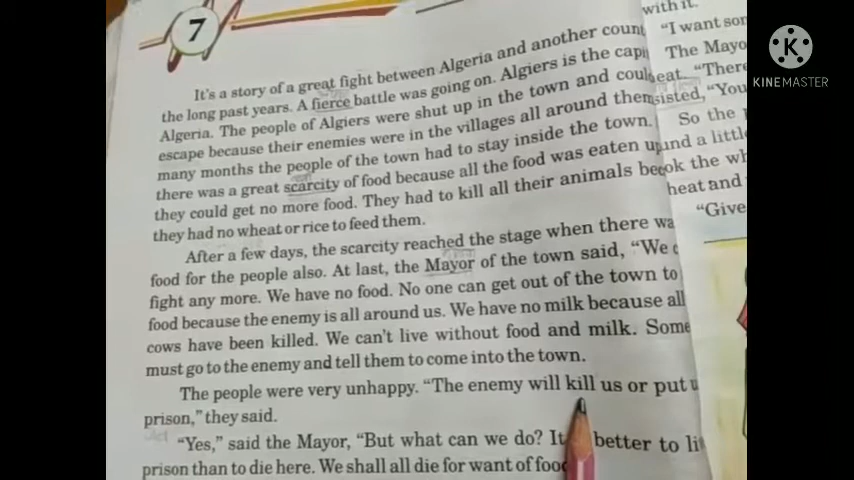 7
It's a story of a great fight between Algeria and another coun
the long past years. A fierce battle was going on. Algiers is the capi
Algeria. The people of Algiers were shut up in the town and coul
escape because their enemies were in the villages all around them
many months the people of the town had to stay inside the town.
there was a great scarcity of food because all the food was eaten up
they could get no more food. They had to kill all their animals bec
they had no wheat or rice to feed them.
After a few days, the scarcity reached the stage when there wa
food for the people also. At last, the Mayor of the town said, "We
fight any more. We have no food. No one can get out of the town to
food because the enemy is all around us. We have no milk because all
cows have been killed. We can't live without food and milk. Some
must go to the enemy and tell them to come into the town.
The people were very unhappy. "The enemy will kill us or put u
prison," they said.
"Yes," said the Mayor, "But what can we do? It better to li
prison than to die here. We shall all die for want of food
with it.
"I want som
The Mayo
eat. "There
sisted, "You
So the
und a little
ok the wh
heat and
"Give
KINEMASTER